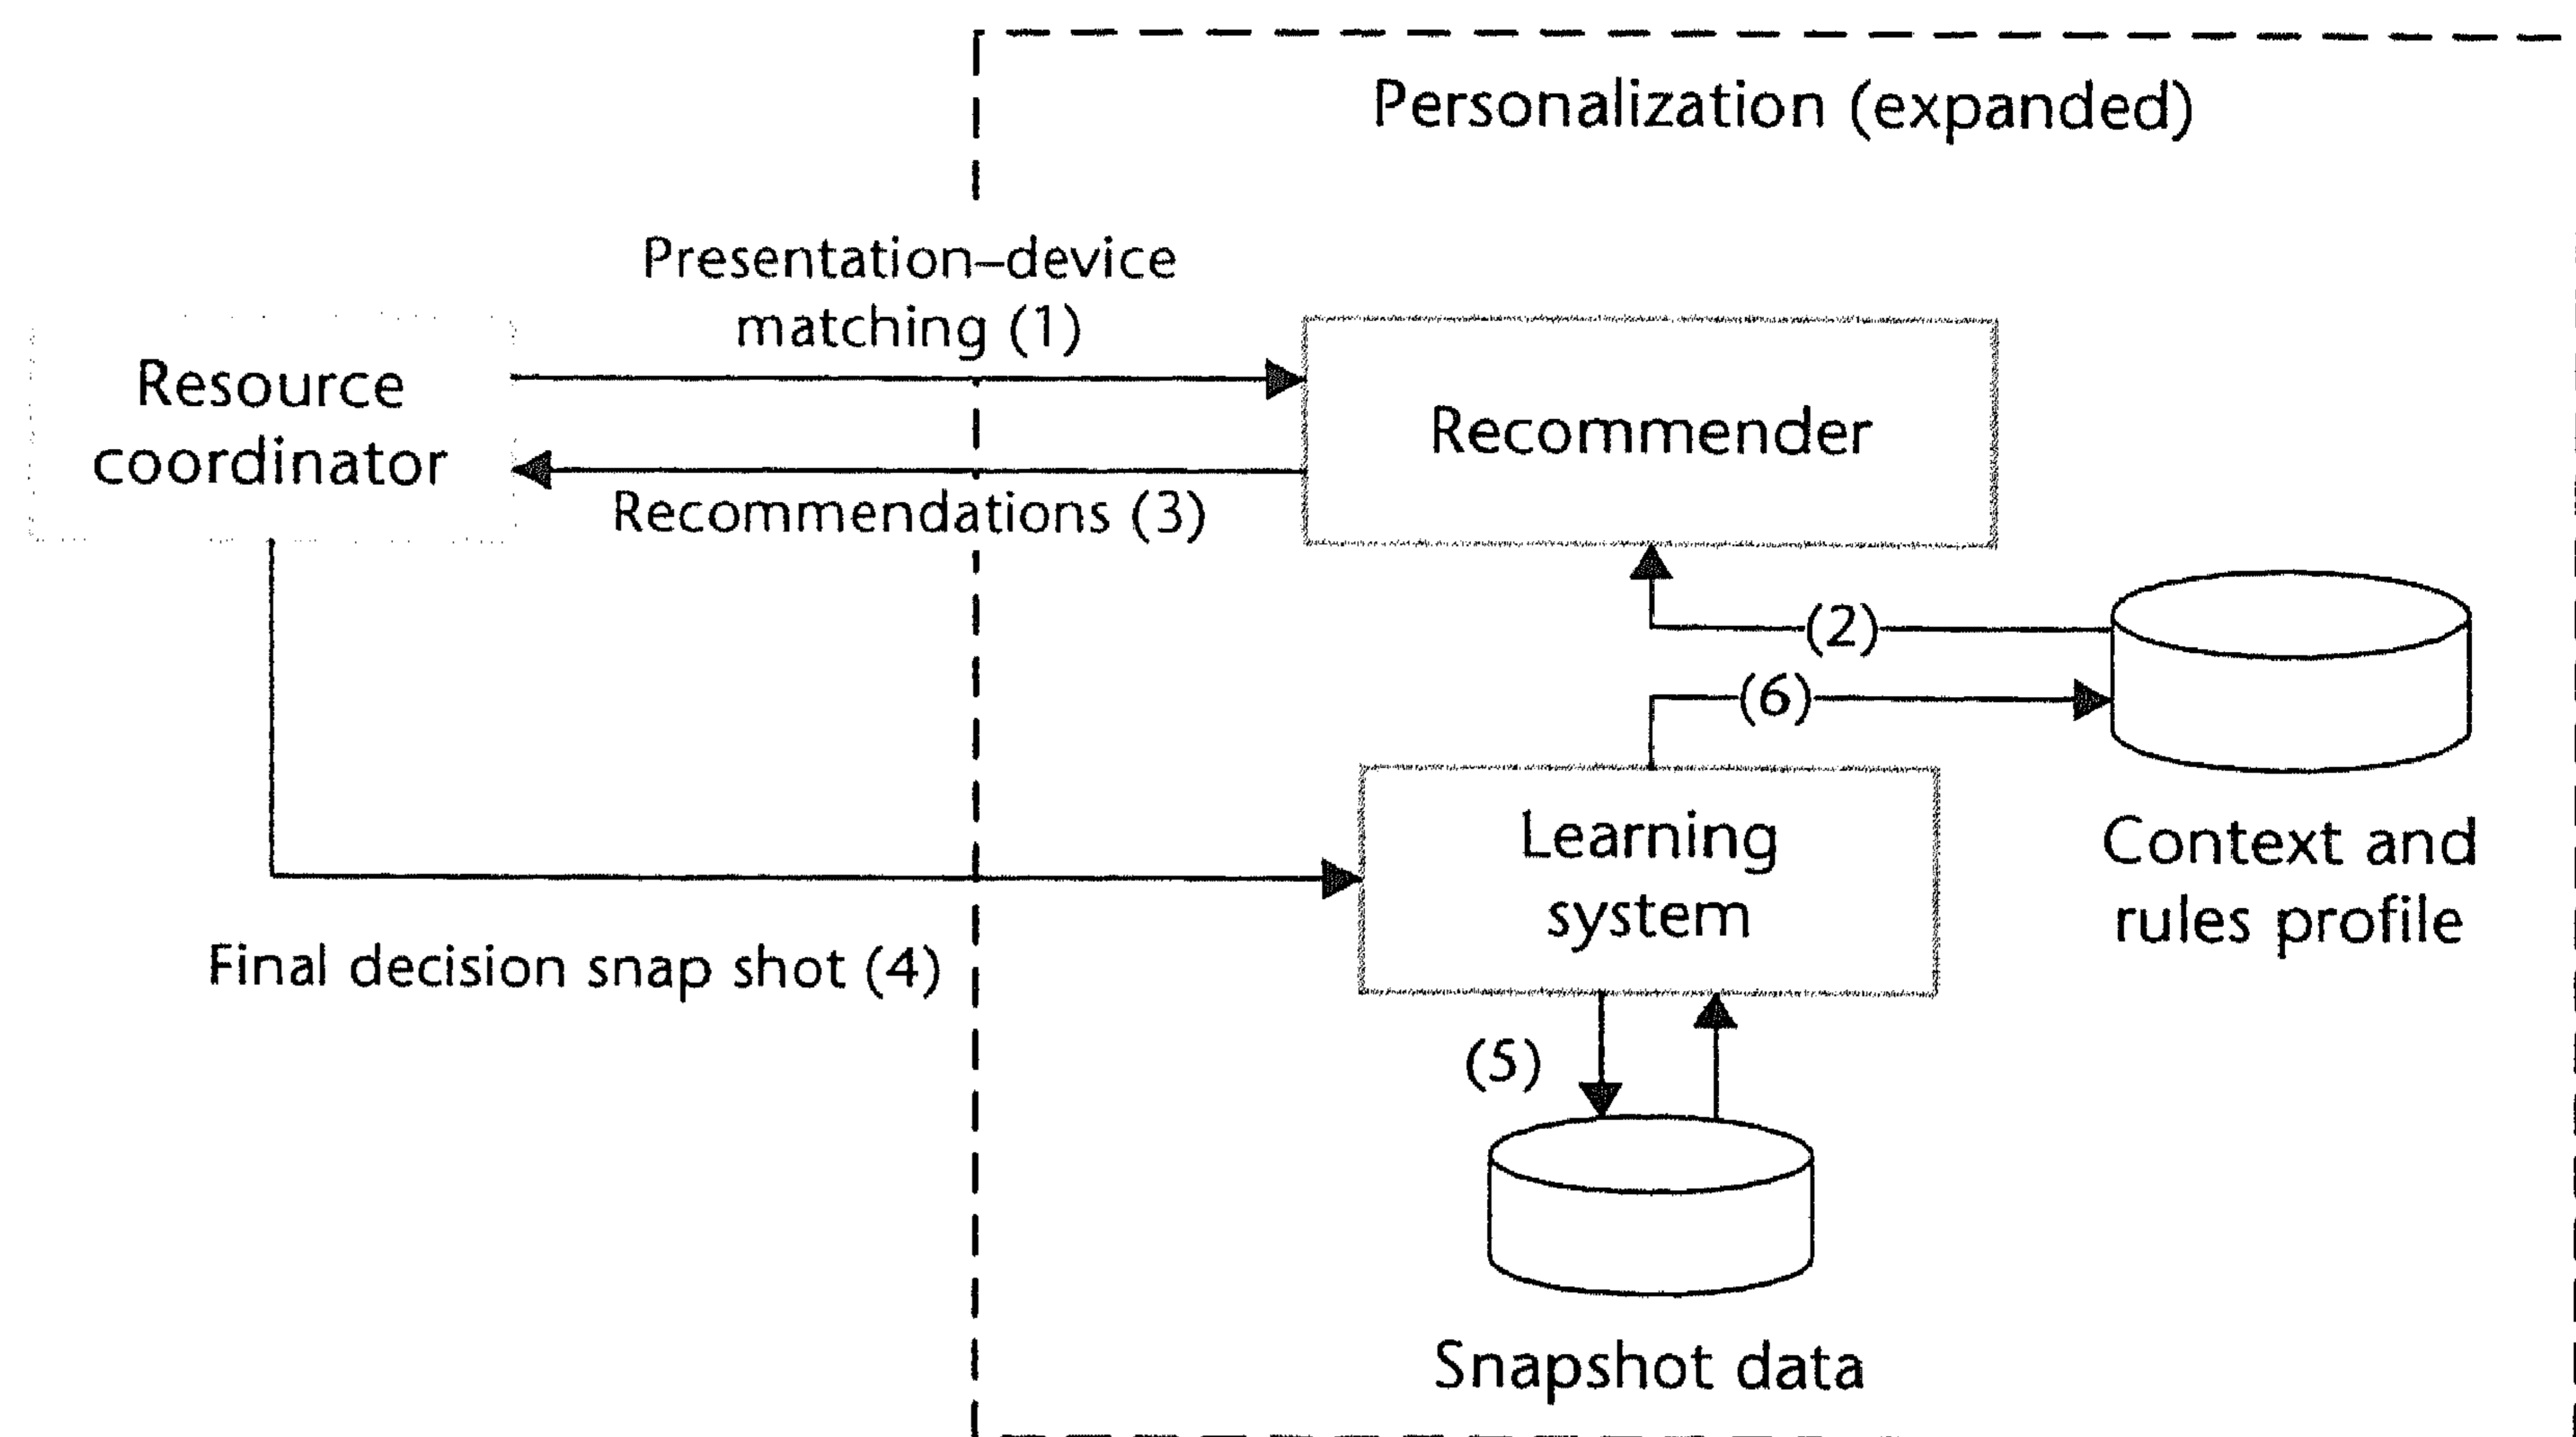 Personalization (expanded)
Presentation–device
matching (1)
Resource
coordinator
Recommender
Recommendations (3)
(2)
(6)
Learning
system
Context and
rules profile
Final decision snap shot (4)
(5)
Snapshot data